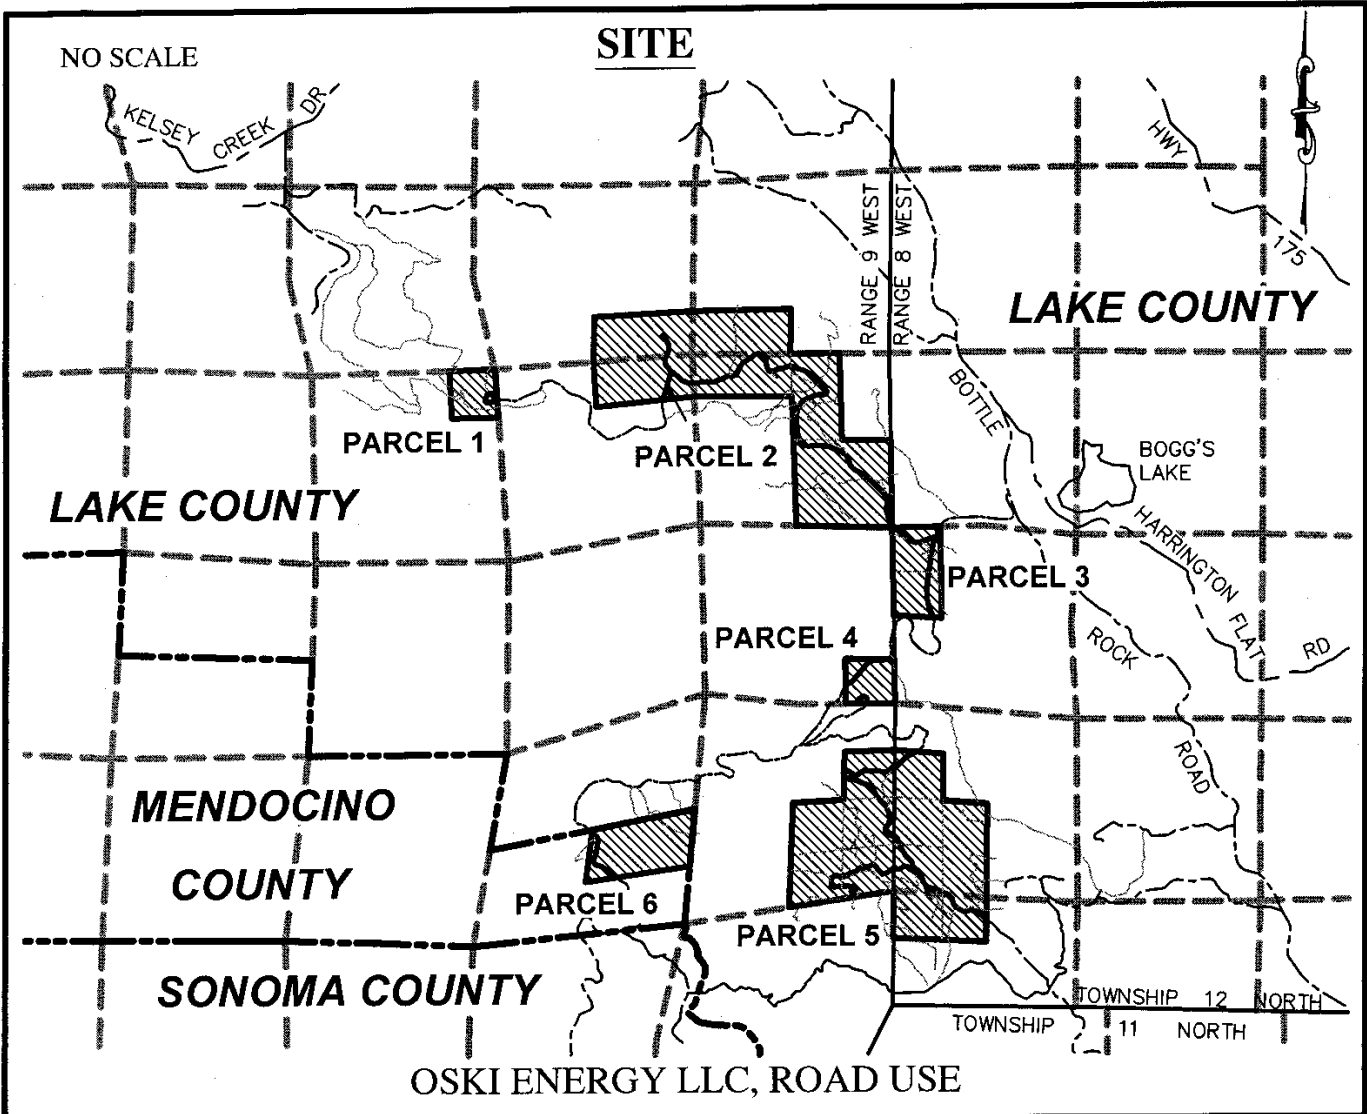 SITE
NO SCALE
KELSEY CREEK DR
HWY 175
RANGE 9 WEST
RANGE 8 WEST
LAKE COUNTY
BOTTLE ROCK ROAD
PARCEL 1
PARCEL 2
BOGG'S
LAKE
LAKE COUNTY
HARRINGTON FLAT RD
PARCEL 3
PARCEL 4
MENDOCINO
COUNTY
PARCEL 6
PARCEL 5
SONOMA COUNTY
TOWNSHIP 12 NORTH
TOWNSHIP 11 NORTH
OSKI ENERGY LLC, ROAD USE